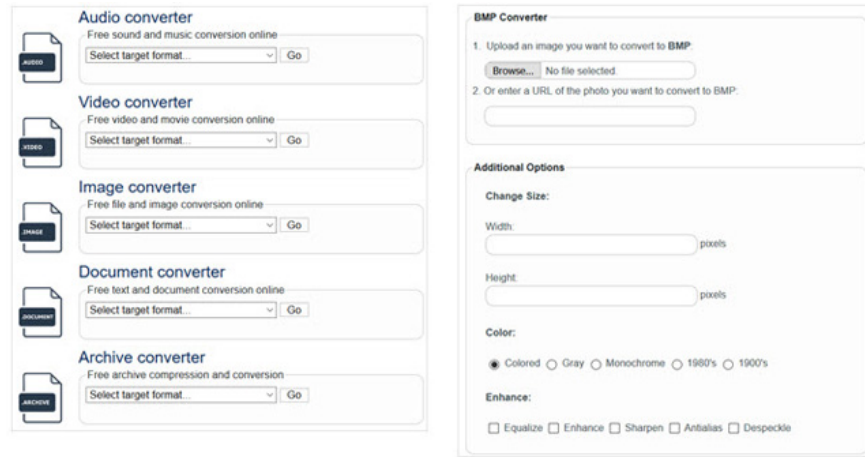 Audio converter
Free sound and music conversion online
.AUDIO
Select target format... Go
Video converter
Free video and movie conversion online
.VIDEO
Select target format... Go
Image converter
Free file and image conversion online
.IMAGE
Select target format... Go
Document converter
Free text and document conversion online
.DOCUMENT
Select target format... Go
Archive converter
Free archive compression and conversion
.ARCHIVE
Select target format... Go
BMP Converter
1. Upload an image you want to convert to BMP:
Browse... No file selected.
2. Or enter a URL of the photo you want to convert to BMP:
Additional Options
Change Size:
Width:
pixels
Height:
pixels
Color:
Colored Gray Monochrome 1980's 1900's
Enhance:
Equalize Enhance Sharpen Antialias Despeckle